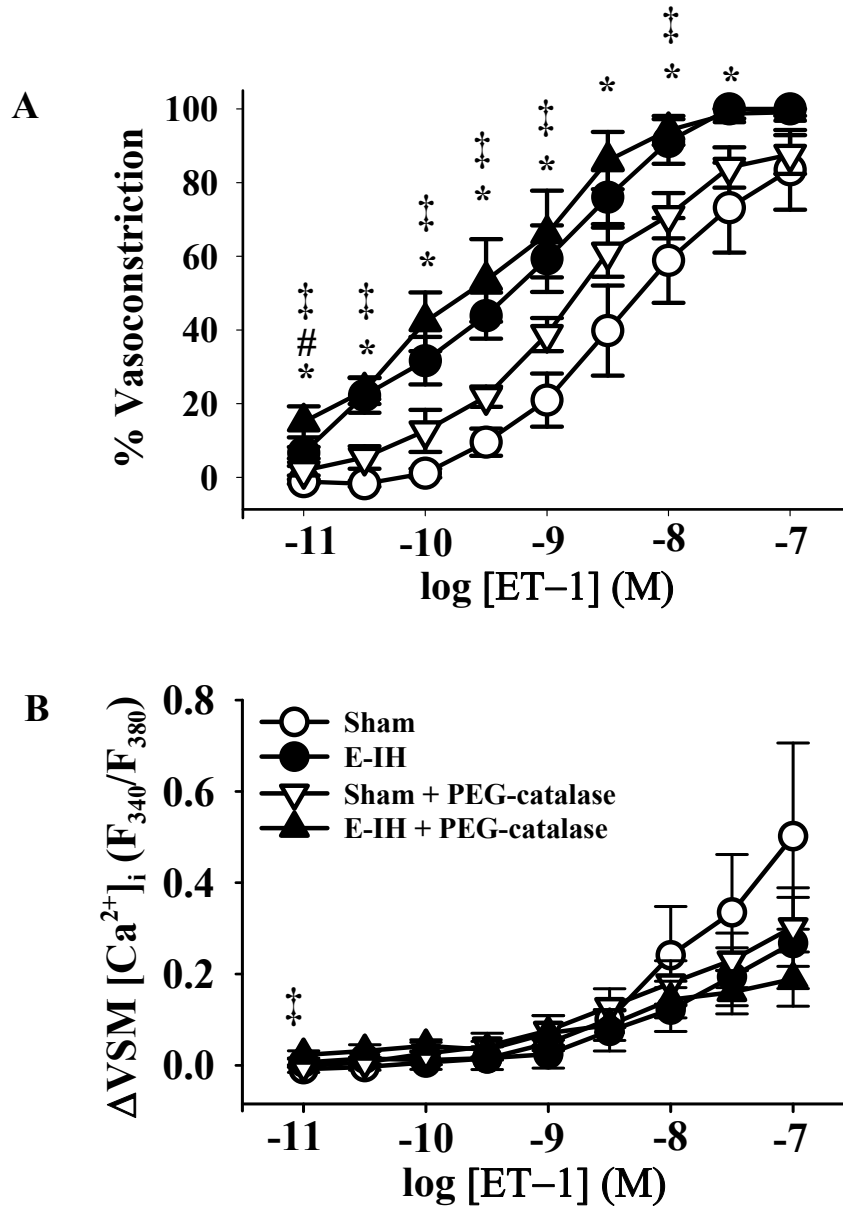 A
‡ ‡
‡ * * *
‡ *
‡ *
‡ ‡ *
# *
*
% Vasoconstriction
100
80
60
40
20
0
-11 -10 -9 -8 -7
log [ET−1] (M)
B
ΔVSM [Ca2+]i (F340/F380)
0.8
0.6
0.4
0.2
0.0
Sham
E-IH
Sham + PEG-catalase
E-IH + PEG-catalase
‡
-11 -10 -9 -8 -7
log [ET−1] (M)